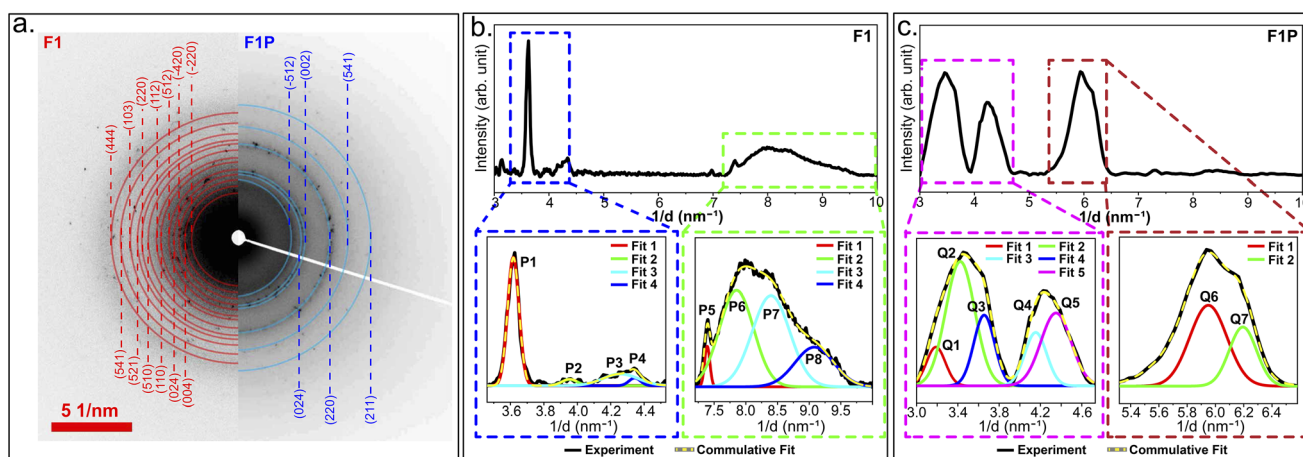 a.
F1
F1P
(444)
(103)
(220)
(112)
(512)
(-420)
(-220)
(-512)
(002)
(541)
(541)
(521)
(510)
(110)
(024)
(004)
(024)
(220)
(211)
5 1/nm
b.
F1
Intensity (arb. unit)
3 4 5 6 7 8 9 10
1/d (nm⁻¹)
P1
P2
P3
P4
Fit 1
Fit 2
Fit 3
Fit 4
3.6 3.8 4.0 4.2 4.4
1/d (nm⁻¹)
P5
P6
P7
P8
Fit 1
Fit 2
Fit 3
Fit 4
7.5 8.0 8.5 9.0 9.5
1/d (nm⁻¹)
Experiment Commulative Fit
c.
F1P
Intensity (arb. unit)
3 4 5 6 7 8 9 10
1/d (nm⁻¹)
Q1
Q2
Q3
Q4
Q5
Fit 1 Fit 2
Fit 3 Fit 4
Fit 5
3.0 3.4 3.8 4.2 4.6
1/d (nm⁻¹)
Q6
Q7
Fit 1
Fit 2
5.4 5.6 5.8 6.0 6.2 6.4
1/d (nm⁻¹)
Experiment Commulative Fit